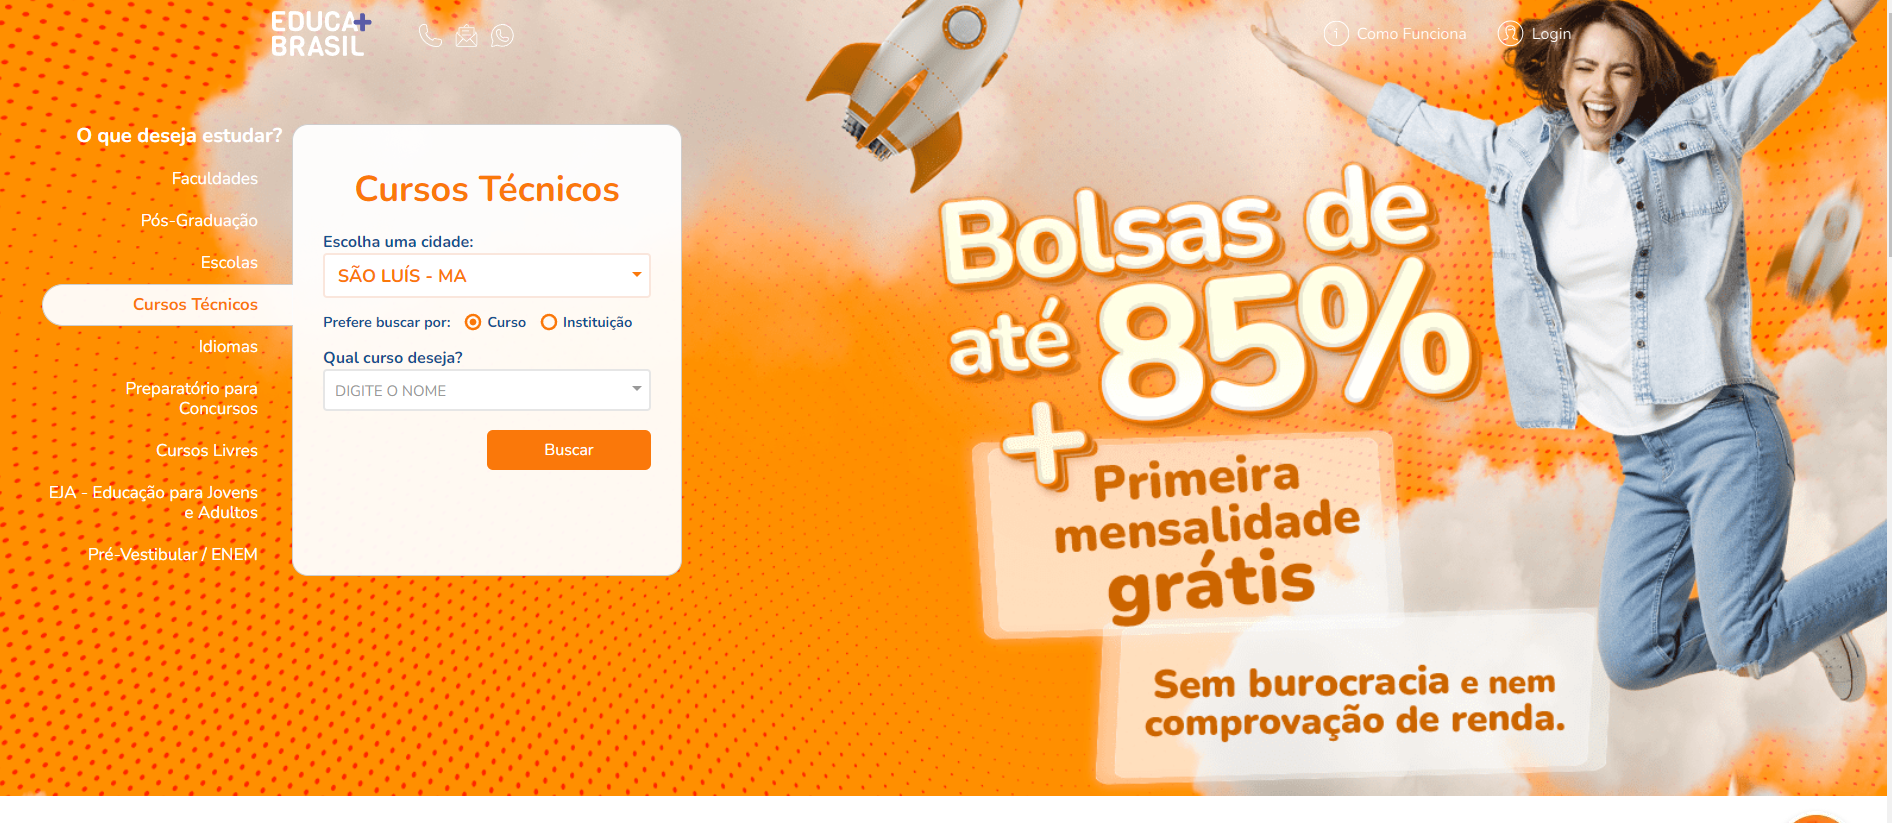 EDUCA+
BRASIL
Como Funciona
Login
O que deseja estudar?
Faculdades
Pós-Graduação
Escolas
Cursos Técnicos
Idiomas
Preparatório para
Concursos
Cursos Livres
EJA - Educação para Jovens
e Adultos
Pré-Vestibular / ENEM
Cursos Técnicos
Escolha uma cidade:
SÃO LUÍS - MA
Prefere buscar por: Curso Instituição
Qual curso deseja?
DIGITE O NOME
Buscar
Bolsas de
até 85%
+ Primeira
mensalidade
grátis
Sem burocracia e nem
comprovação de renda.